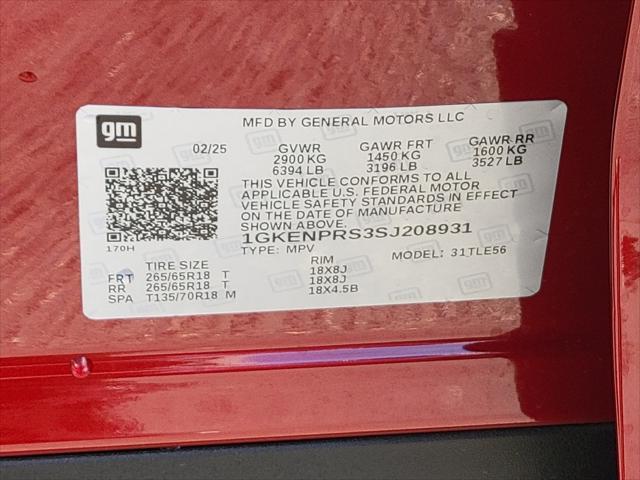 gm
MFD BY GENERAL MOTORS LLC
02/25 GVWR GAWR FRT GAWR RR
2900 KG 1450 KG 1600 KG
6394 LB 3196 LB 3527 LB
THIS VEHICLE CONFORMS TO ALL
APPLICABLE U.S. FEDERAL MOTOR
VEHICLE SAFETY STANDARDS IN EFFECT
ON THE DATE OF MANUFACTURE
SHOWN ABOVE.
1GKENPRS3SJ208931
170H
TYPE: MPV MODEL: 31TLE56
TIRE SIZE RIM
FRT 265/65R18 T 18X8J
RR 265/65R18 T 18X8J
SPA T135/70R18 M 18X4.5B